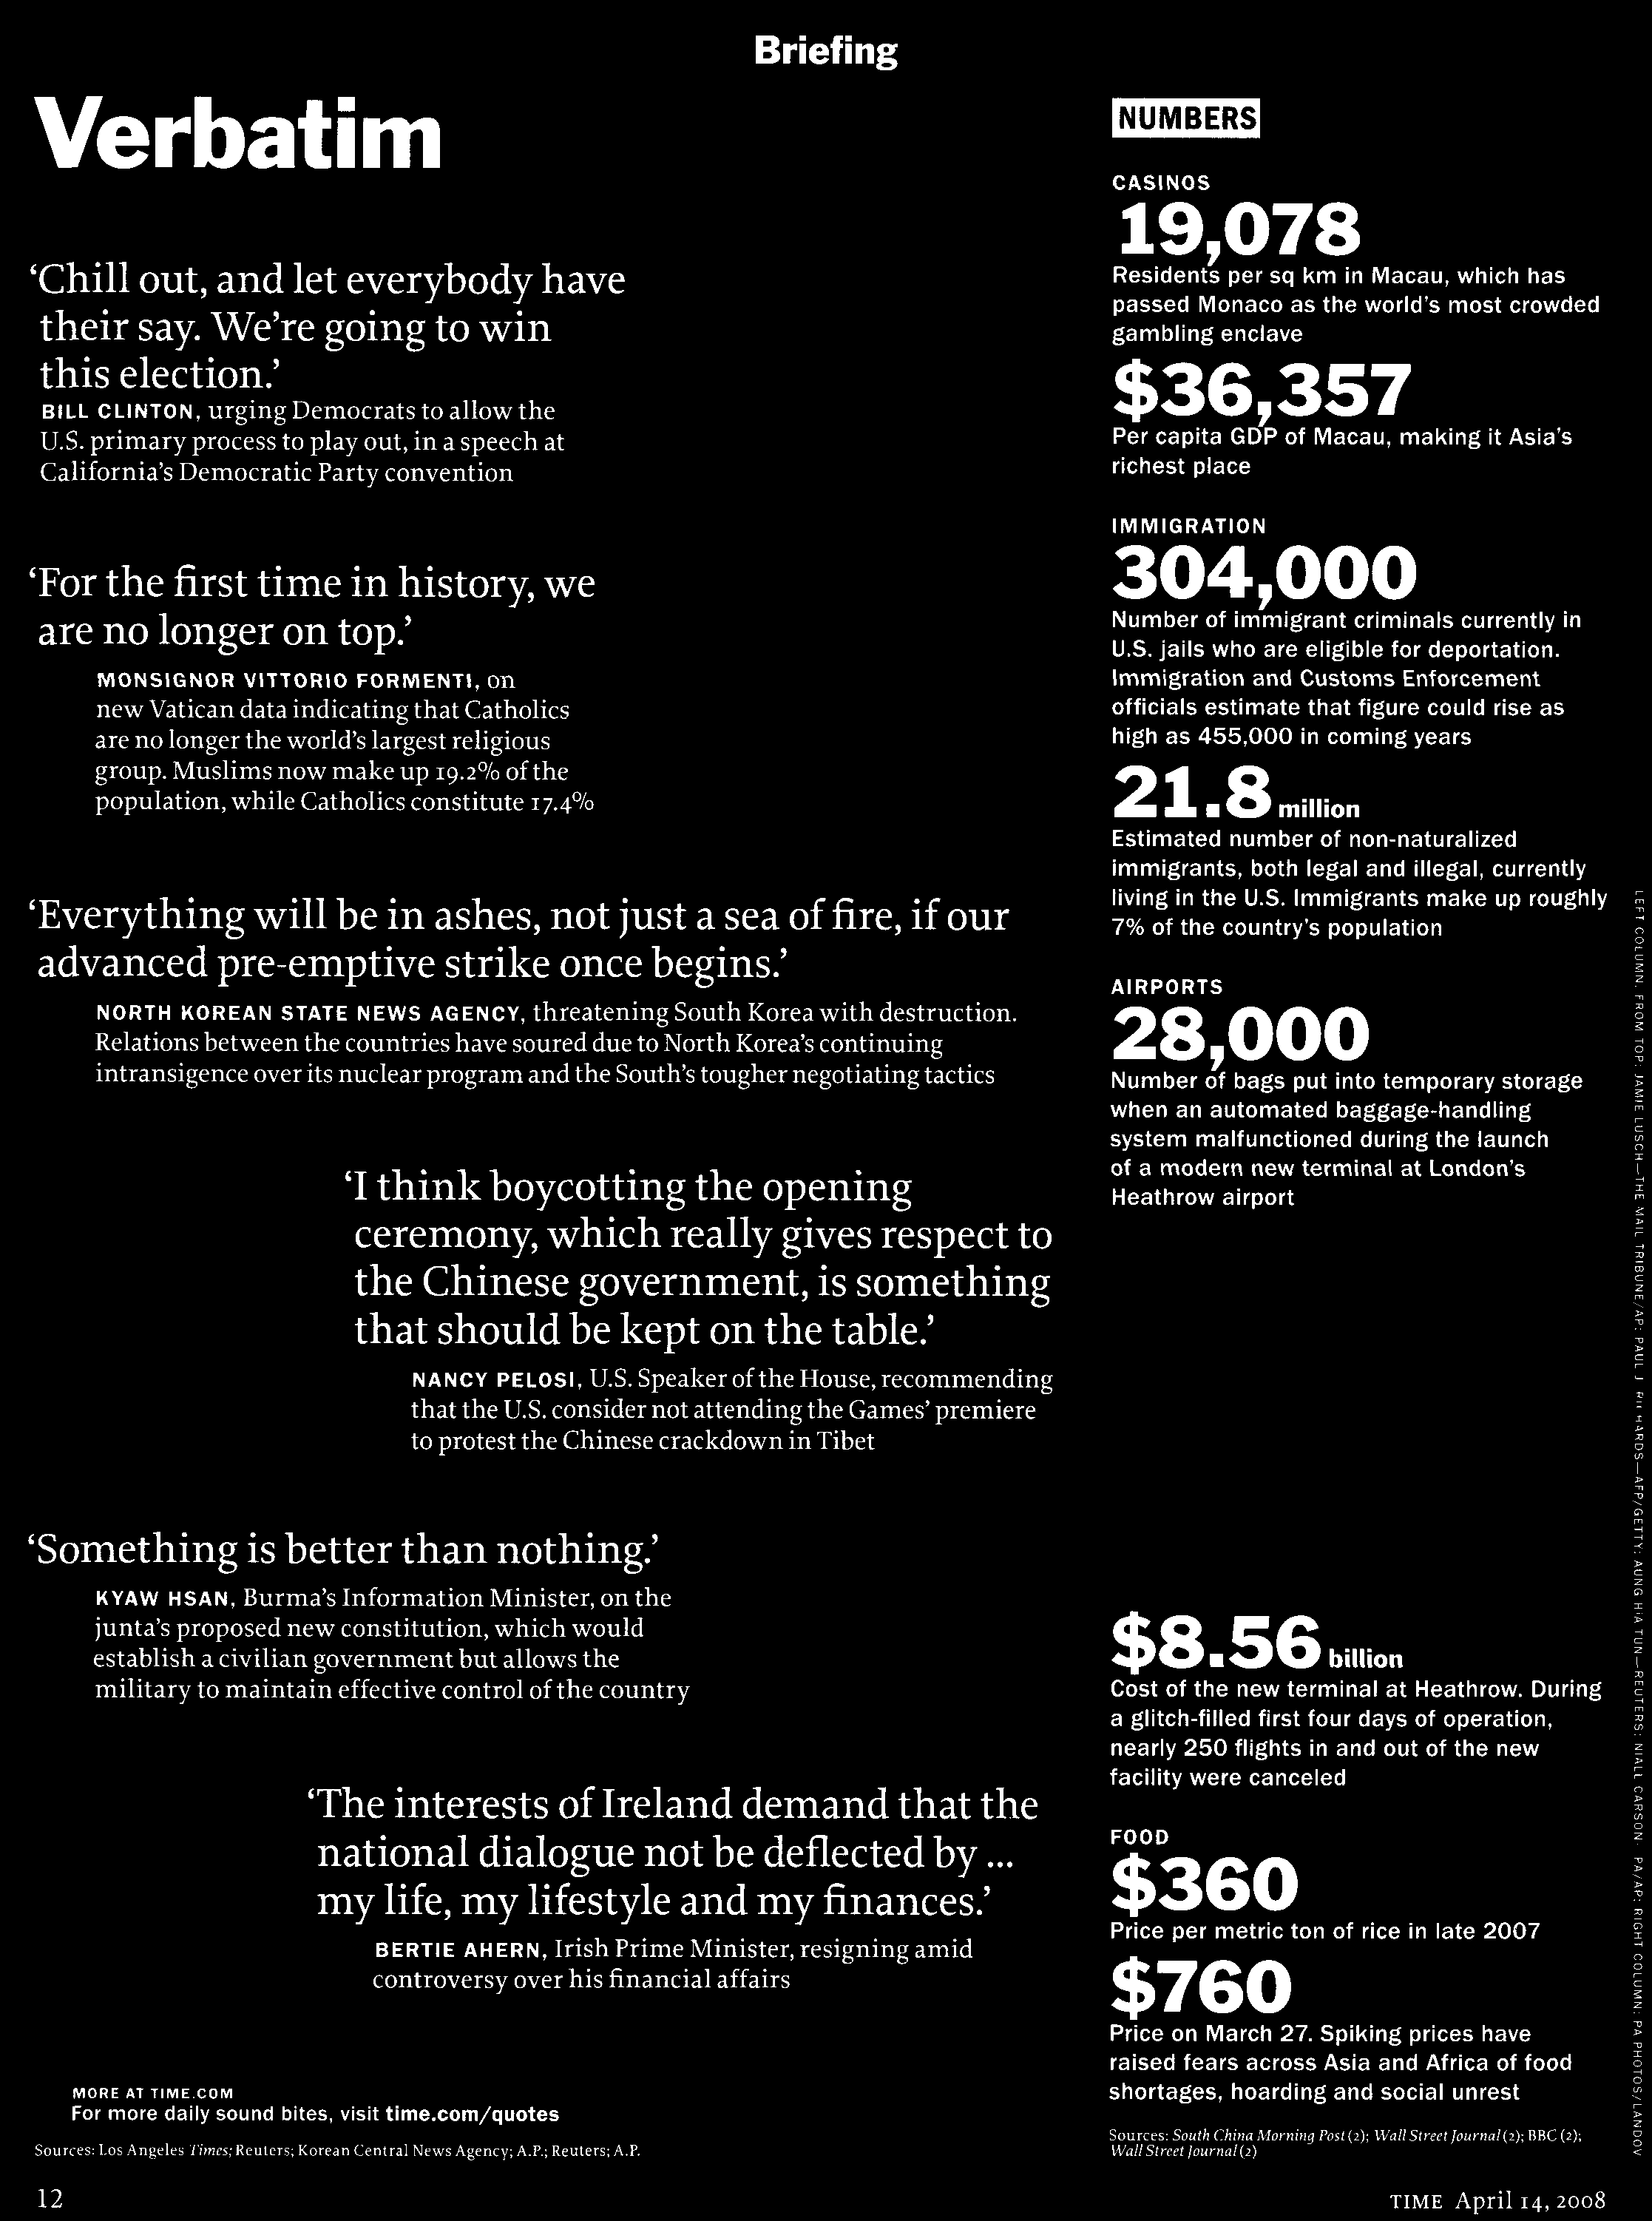 Briefing
Verbatim
‘Chill out, and let everybody have
their say. We’re going to win
this election.’
BILL CLINTON, urging Democrats to allow the
U.S. primary process to play out, in a speech at
California’s Democratic Party convention
‘For the first time in history, we
are no longer on top.’
MONSIGNOR VITTORIO FORMENTI, on
new Vatican data indicating that Catholics
are no longer the world’s largest religious
group. Muslims now make up 19.2% of the
population, while Catholics constitute 17.4%
‘Everything will be in ashes, not just a sea of fire, if our
advanced pre-emptive strike once begins.’
NORTH KOREAN STATE NEWS AGENCY, threatening South Korea with destruction.
Relations between the countries have soured due to North Korea’s continuing
intransigence over its nuclear program and the South’s tougher negotiating tactics
‘I think boycotting the opening
ceremony, which really gives respect to
the Chinese government, is something
that should be kept on the table.’
NANCY PELOSI, U.S. Speaker of the House, recommending
that the U.S. consider not attending the Games’ premiere
to protest the Chinese crackdown in Tibet
‘Something is better than nothing.’
KYAW HSAN, Burma’s Information Minister, on the
junta’s proposed new constitution, which would
establish a civilian government but allows the
military to maintain effective control of the country
‘The interests of Ireland demand that the
national dialogue not be deflected by ...
my life, my lifestyle and my finances.’
BERTIE AHERN, Irish Prime Minister, resigning amid
controversy over his financial affairs
MORE AT TIME.COM
For more daily sound bites, visit time.com/quotes
Sources: Los Angeles Times; Reuters; Korean Central News Agency; A.P.; Reuters; A.P.
NUMBERS
CASINOS
19,078
Residents per sq km in Macau, which has
passed Monaco as the world’s most crowded
gambling enclave
$36,357
Per capita GDP of Macau, making it Asia’s
richest place
IMMIGRATION
304,000
Number of immigrant criminals currently in
U.S. jails who are eligible for deportation.
Immigration and Customs Enforcement
officials estimate that figure could rise as
high as 455,000 in coming years
21.8 million
Estimated number of non-naturalized
immigrants, both legal and illegal, currently
living in the U.S. Immigrants make up roughly
7% of the country’s population
AIRPORTS
28,000
Number of bags put into temporary storage
when an automated baggage-handling
system malfunctioned during the launch
of a modern new terminal at London’s
Heathrow airport
$8.56 billion
Cost of the new terminal at Heathrow. During
a glitch-filled first four days of operation,
nearly 250 flights in and out of the new
facility were canceled
FOOD
$360
Price per metric ton of rice in late 2007
$760
Price on March 27. Spiking prices have
raised fears across Asia and Africa of food
shortages, hoarding and social unrest
Sources: South China Morning Post (2); Wall Street Journal (2); BBC (2);
Wall Street Journal (2)
LEFT COLUMN, FROM TOP: JAMIE LUSCH—THE MAIL TRIBUNE/AP; PAUL J. —AFP/GETTY; AUNG HLA TUN—REUTERS; NIALL CARSON—PA/AP; RIGHT COLUMN: PA PHOTOS/LANDOV
12
TIME April 14, 2008